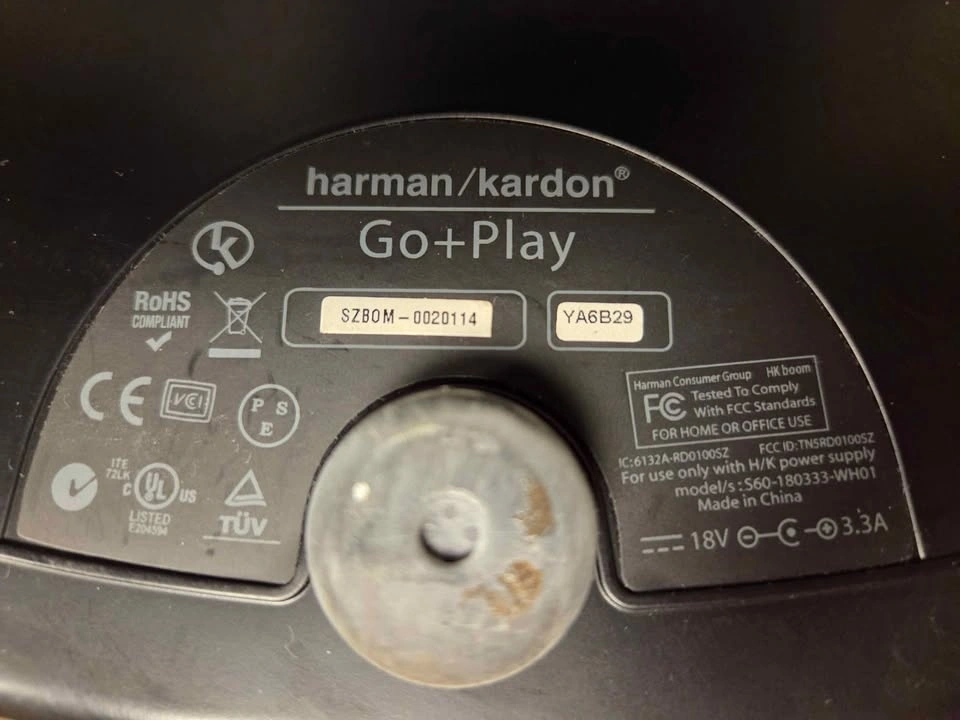 harman/kardon®
Go+Play
RoHS
COMPLIANT
SZBOM-0020114
YA6B29
CE
VCI
P S
E
Harman Consumer Group HK boom
FC Tested To Comply
With FCC Standards
FOR HOME OR OFFICE USE
IC:6132A-RD0100SZ FCC ID:TN5RD0100SZ
For use only with H/K power supply
model/s :S60-180333-WH01
Made in China
18V 3.3A
ITE
72LK
C UL US
LISTED
E204594
TÜV